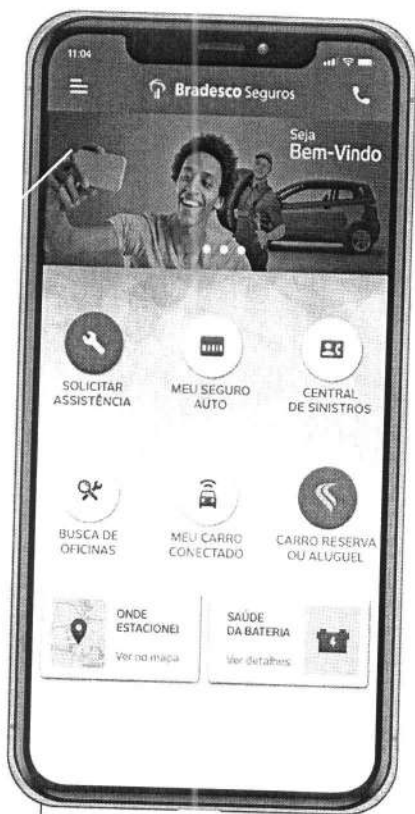 11:04
Bradesco Seguros
Seja
Bem-Vindo
SOLICITAR
ASSISTÊNCIA
MEU SEGURO
AUTO
CENTRAL
DE SINISTROS
BUSCA DE
OFICINAS
MEU CARRO
CONECTADO
CARRO RESERVA
OU ALUGUEL
ONDE
ESTACIONEI
Ver no mapa
SAÚDE
DA BATERIA
Ver detalhes